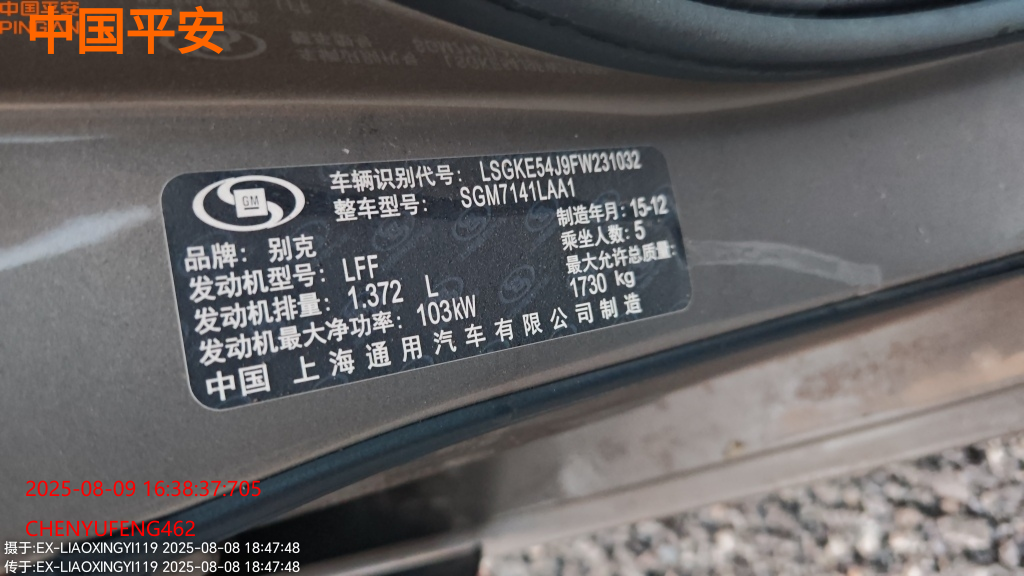 中国平安
中国平安
车辆识别代号: LSGKE54J9FW231032
整车型号: SGM7141LAA1
GM
品牌: 别克
制造年月: 15-12
发动机型号: LFF
乘坐人数: 5
发动机排量: 1.372 L
最大允许总质量:
1730 kg
发动机最大净功率: 103kW
中国 上海通用汽车有限公司制造
2025-08-09 16:38:37:705
CHENYUFENG462
摄于:EX-LIAOXINGYI119 2025-08-08 18:47:48
传于:EX-LIAOXINGYI119 2025-08-08 18:47:48